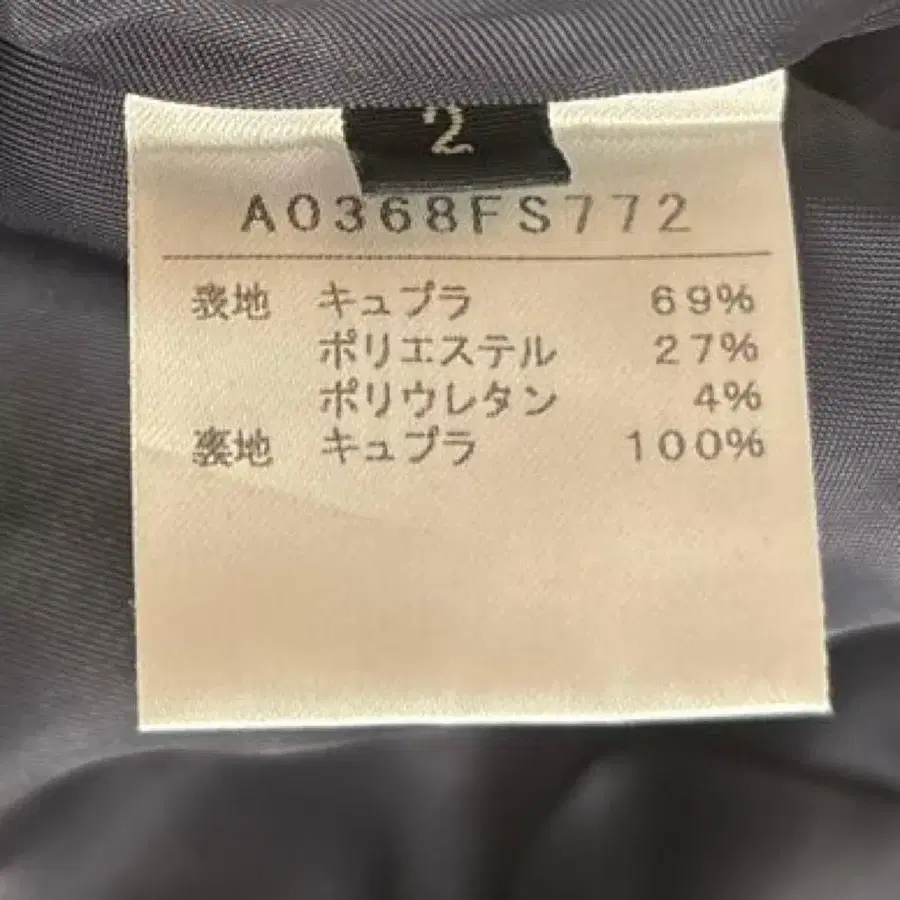 2
A0368FS772
表地 キュプラ 69%
ポリエステル 27%
ポリウレタン 4%
裏地 キュプラ 100%